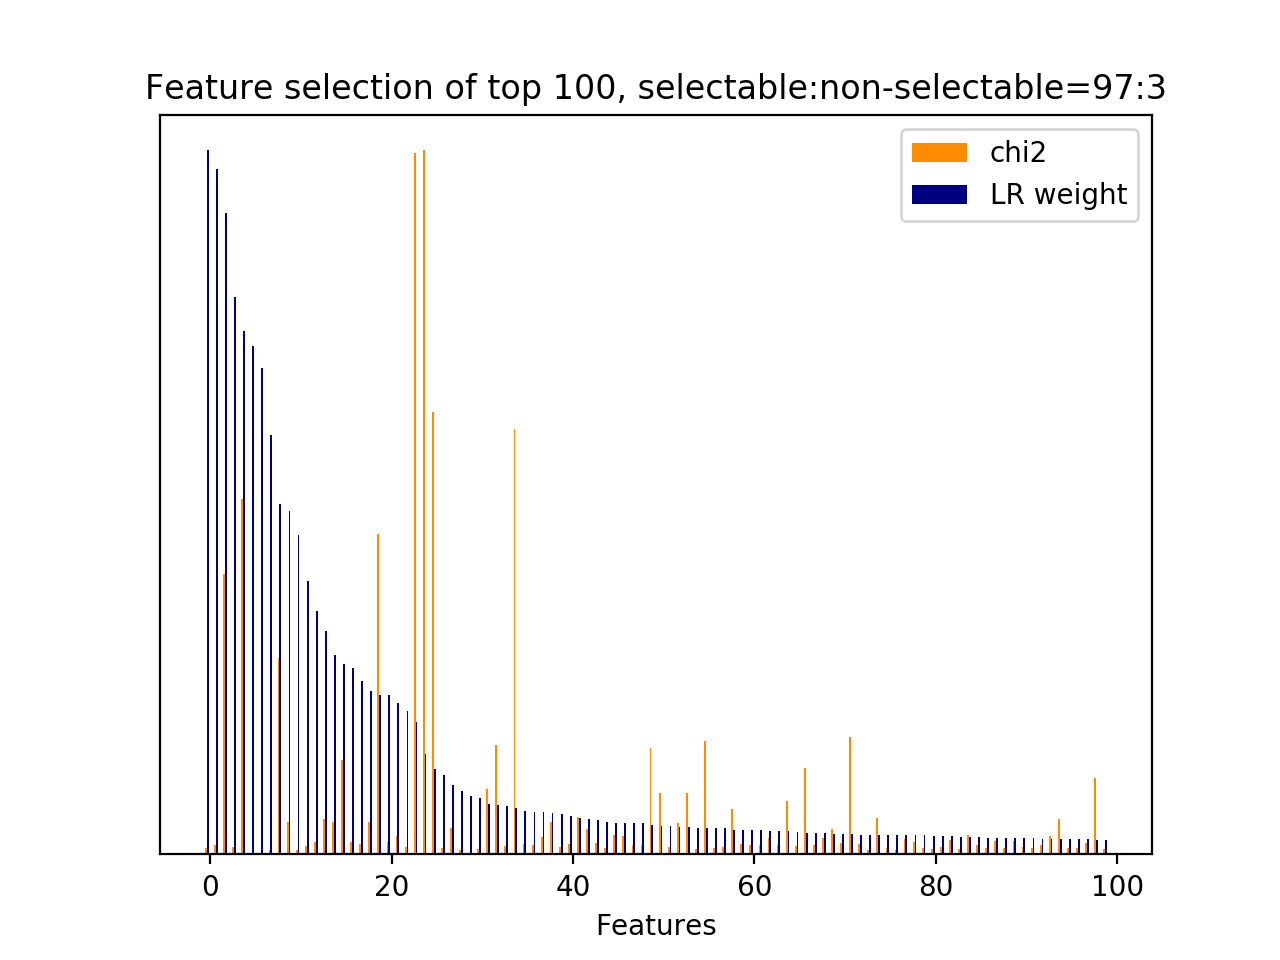 Feature selection of top 100, selectable:non-selectable=97:3
chi2
LR weight
0 20 40 60 80 100
Features